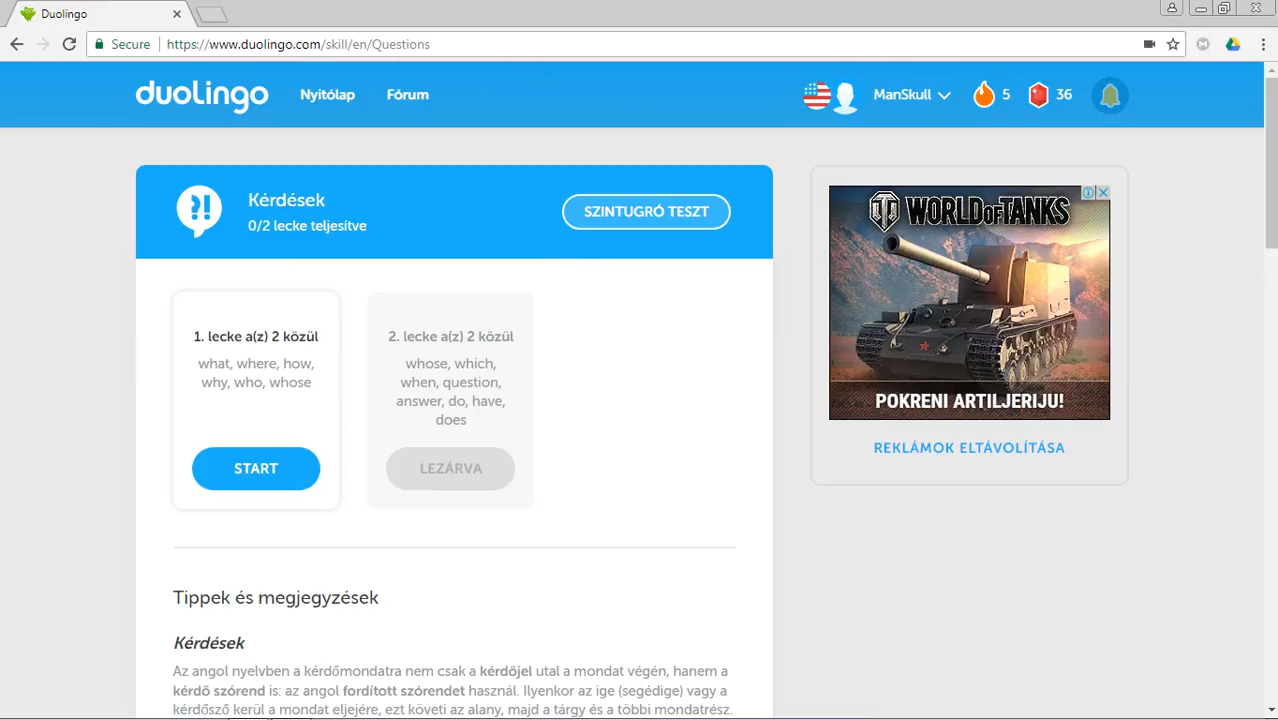 Duolingo
Secure https://www.duolingo.com/skill/en/Questions
duolingo Nyitólap Fórum ManSkull 5 36
Kérdések
0/2 lecke teljesítve
SZINTUGRÓ TESZT
1. lecke a(z) 2 közül
what, where, how,
why, who, whose
START
2. lecke a(z) 2 közül
whose, which,
when, question,
answer, do, have,
does
LEZÁRVA
WORLD OF TANKS
POKRENI ARTILJERIJU!
REKLÁMOK ELTÁVOLÍTÁSA
Tippek és megjegyzések
Kérdések
Az angol nyelvben a kérdőmondatra nem csak a kérdőjel utal a mondat végén, hanem a
kérdő szórend is: az angol fordított szórendet használ. Ilyenkor az ige (segédige) vagy a
kérdőszó kerül a mondat elejére, ezt követi az alany, majd a tárgy és a többi mondatrész.